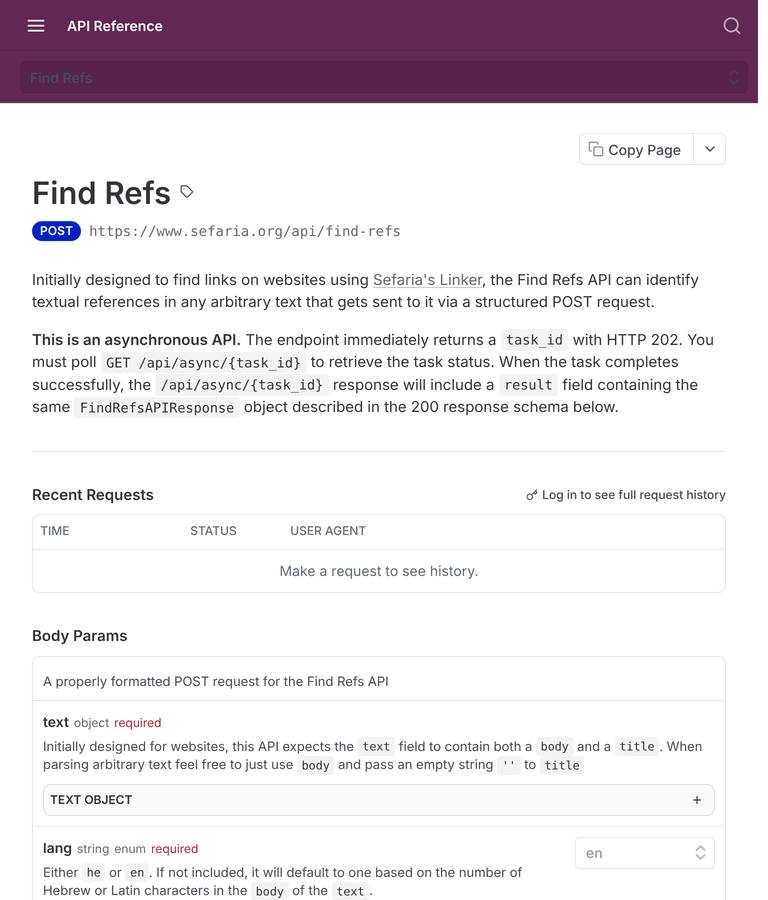 API Reference
Find Refs
Copy Page
Find Refs
POST https://www.sefaria.org/api/find-refs
Initially designed to find links on websites using Sefaria's Linker, the Find Refs API can identify
textual references in any arbitrary text that gets sent to it via a structured POST request.
This is an asynchronous API. The endpoint immediately returns a task_id with HTTP 202. You
must poll GET /api/async/{task_id} to retrieve the task status. When the task completes
successfully, the /api/async/{task_id} response will include a result field containing the
same FindRefsAPIResponse object described in the 200 response schema below.
Recent Requests
Log in to see full request history
TIME STATUS USER AGENT
Make a request to see history.
Body Params
A properly formatted POST request for the Find Refs API
text object required
Initially designed for websites, this API expects the text field to contain both a body and a title. When
parsing arbitrary text feel free to just use body and pass an empty string '' to title
TEXT OBJECT +
lang string enum required
en
Either he or en. If not included, it will default to one based on the number of
Hebrew or Latin characters in the body of the text.